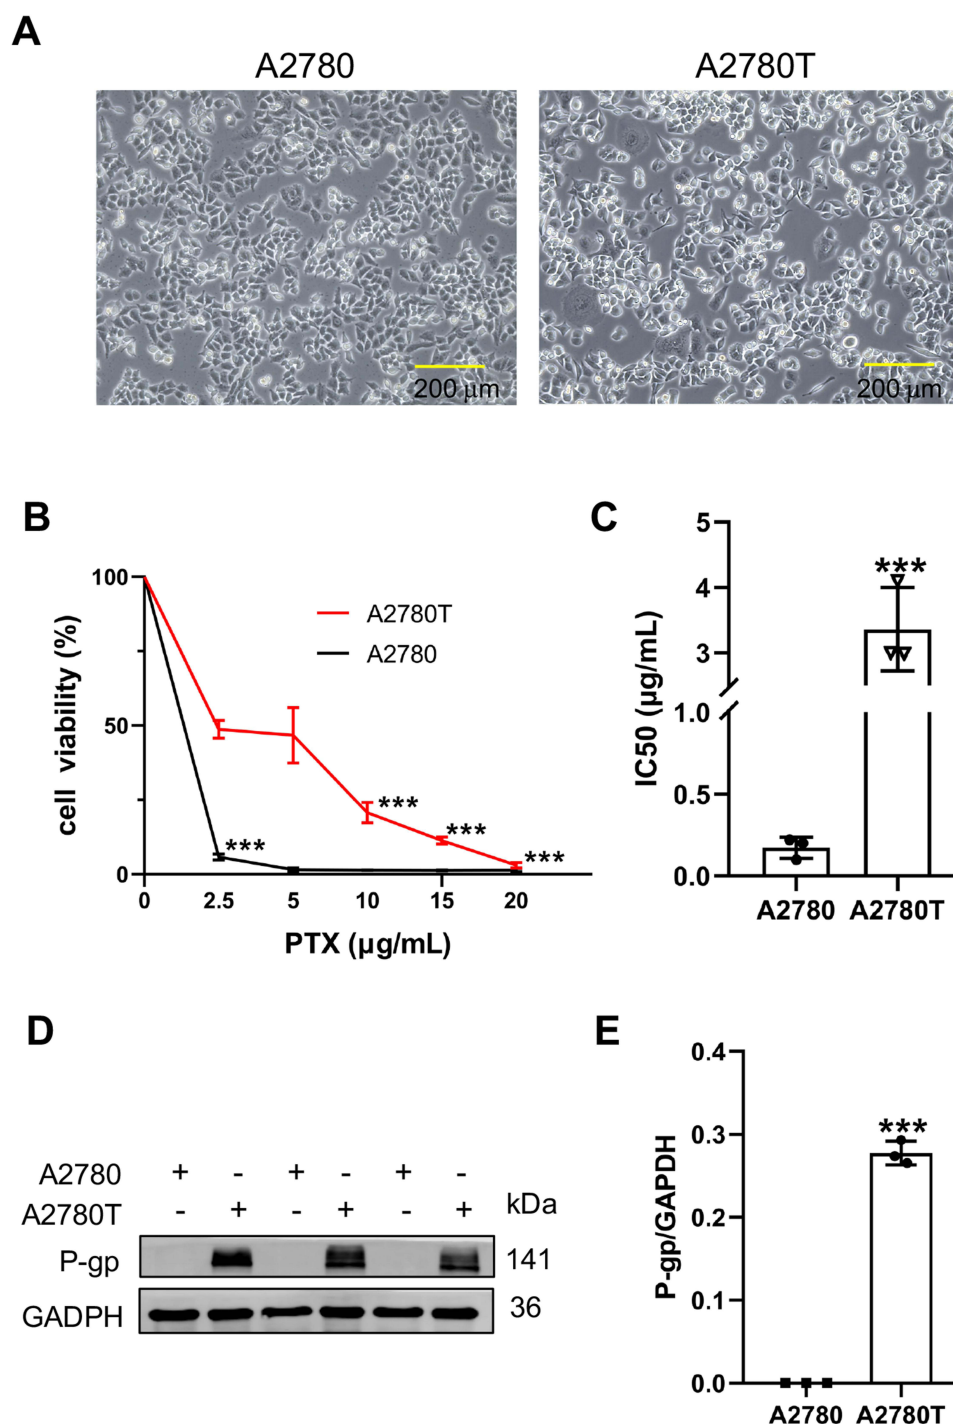 A
A2780
A2780T
200 µm
200 µm
B
100
50
0
cell viability (%)
A2780T
A2780
***
***
***
***
0 2.5 5 10 15 20
PTX (µg/mL)
C
5
4
3
1.0
0.5
0.0
IC50 (µg/mL)
***
A2780 A2780T
D
A2780 + - + - + -
A2780T - + - + - + kDa
P-gp 141
GADPH 36
E
0.4
0.3
0.2
0.1
0.0
P-gp/GAPDH
***
A2780 A2780T